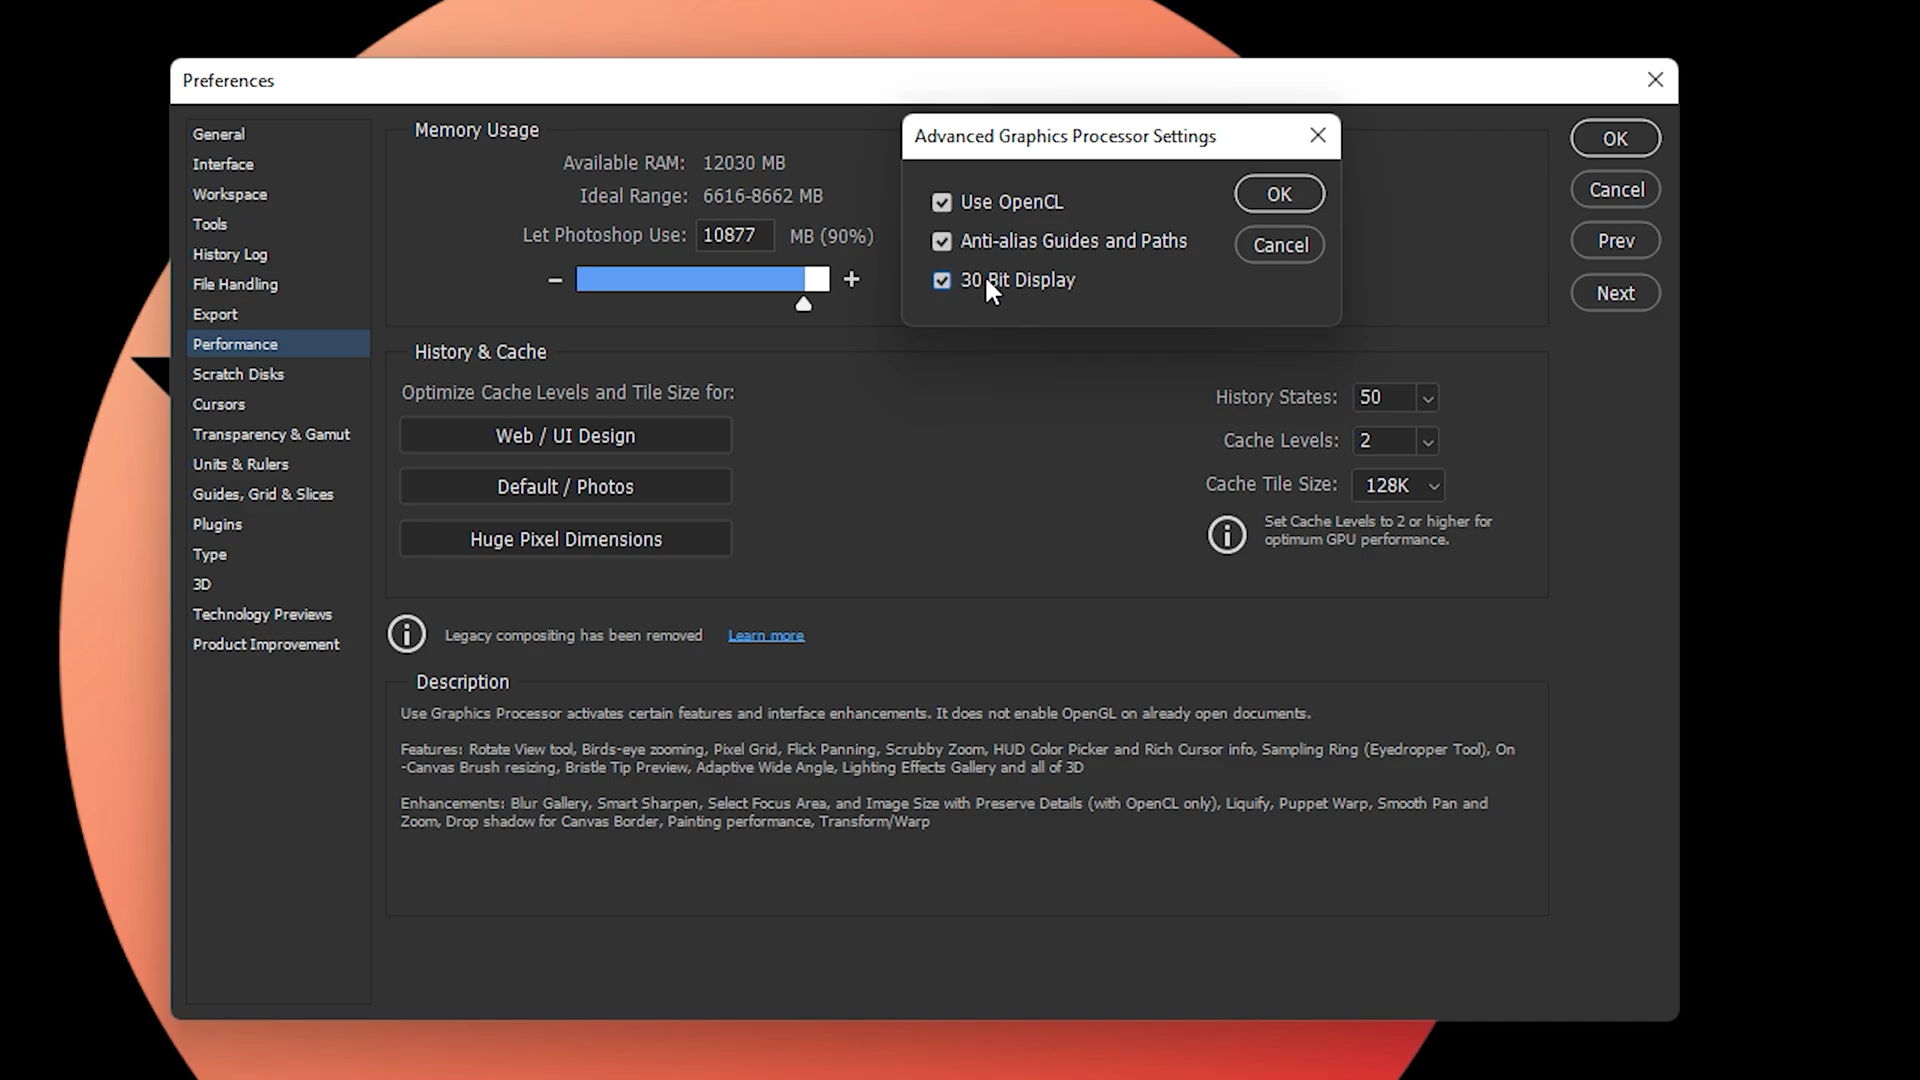 Preferences
General
Interface
Workspace
Tools
History Log
File Handling
Export
Performance
Scratch Disks
Cursors
Transparency & Gamut
Units & Rulers
Guides, Grid & Slices
Plugins
Type
3D
Technology Previews
Product Improvement
Memory Usage
Available RAM: 12030 MB
Ideal Range: 6616-8662 MB
Let Photoshop Use: 10877 MB (90%)
Advanced Graphics Processor Settings
Use OpenCL
Anti-alias Guides and Paths
30 Bit Display
OK
Cancel
OK
Cancel
Prev
Next
History & Cache
Optimize Cache Levels and Tile Size for:
Web / UI Design
Default / Photos
Huge Pixel Dimensions
History States: 50
Cache Levels: 2
Cache Tile Size: 128K
Set Cache Levels to 2 or higher for
optimum GPU performance.
Legacy compositing has been removed Learn more
Description
Use Graphics Processor activates certain features and interface enhancements. It does not enable OpenGL on already open documents.
Features: Rotate View tool, Birds-eye zooming, Pixel Grid, Flick Panning, Scrubby Zoom, HUD Color Picker and Rich Cursor info, Sampling Ring (Eyedropper Tool), On
-Canvas Brush resizing, Bristle Tip Preview, Adaptive Wide Angle, Lighting Effects Gallery and all of 3D
Enhancements: Blur Gallery, Smart Sharpen, Select Focus Area, and Image Size with Preserve Details (with OpenCL only), Liquify, Puppet Warp, Smooth Pan and
Zoom, Drop shadow for Canvas Border, Painting performance, Transform/Warp